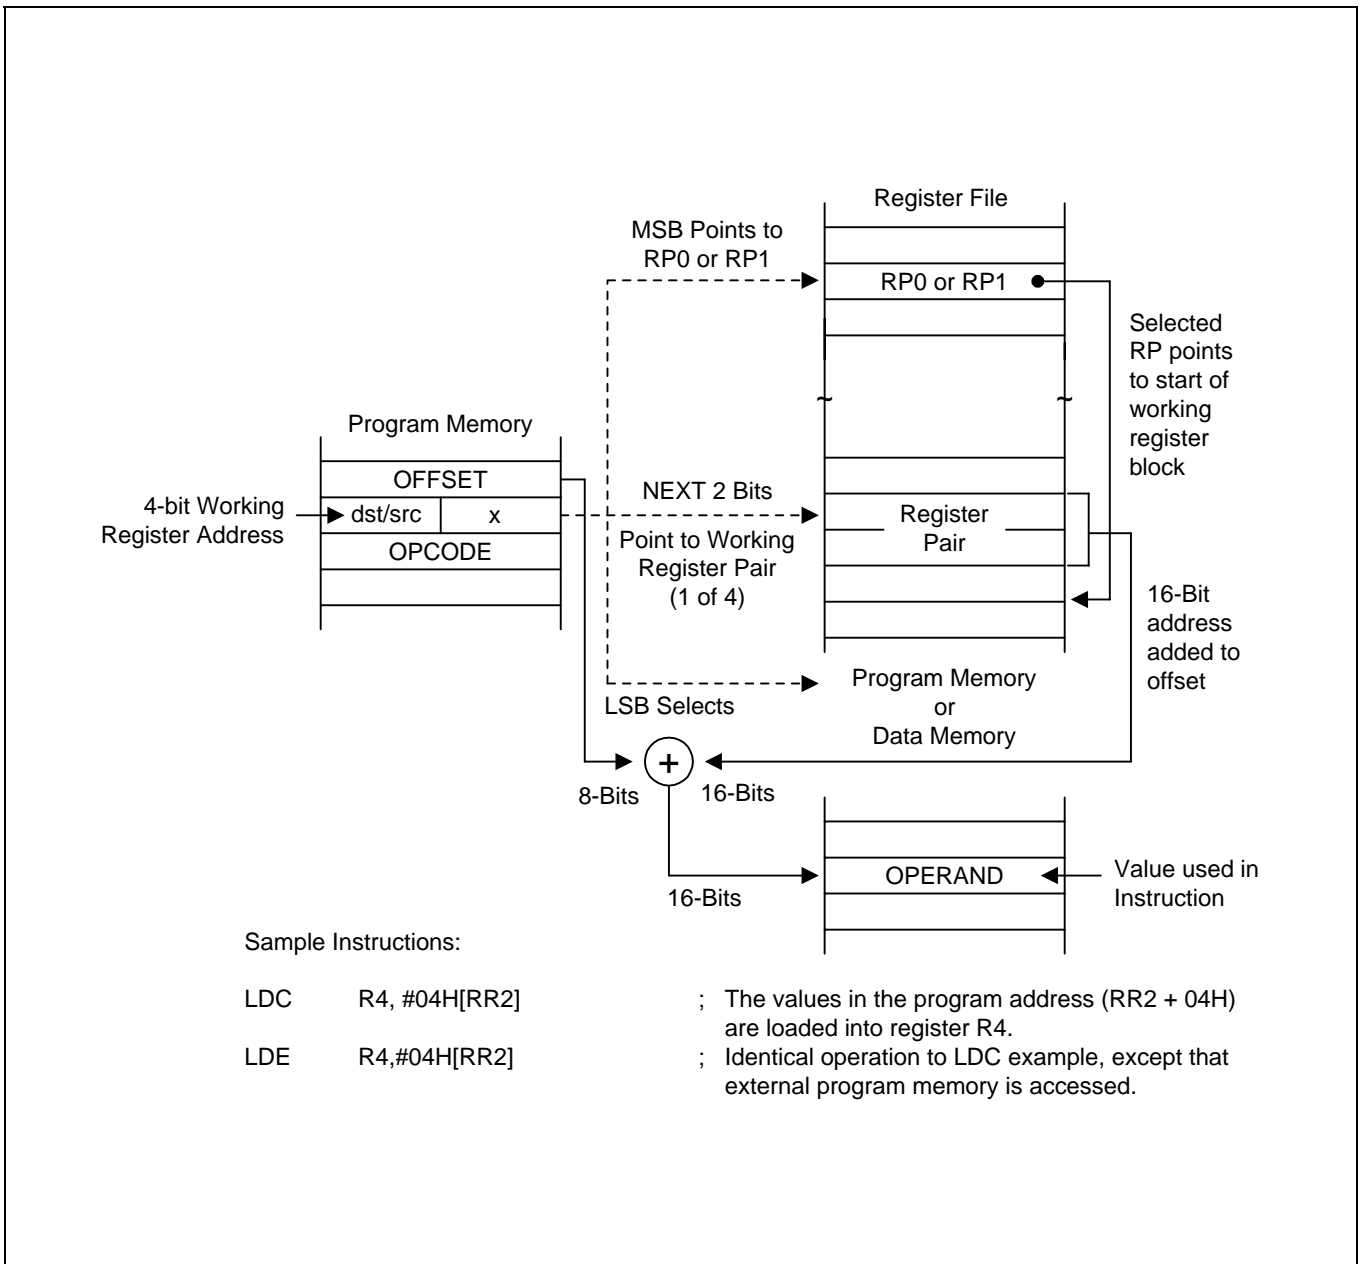 Register File
MSB Points to
RP0 or RP1
RP0 or RP1
Selected
RP points
to start of
working
register
block
Program Memory
OFFSET
4-bit Working
Register Address
dst/src
x
OPCODE
NEXT 2 Bits
Point to Working
Register Pair
(1 of 4)
Register
Pair
16-Bit
address
added to
offset
LSB Selects
Program Memory
or
Data Memory
+
8-Bits
16-Bits
16-Bits
OPERAND
Value used in
Instruction
Sample Instructions:
LDC R4, #04H[RR2] ; The values in the program address (RR2 + 04H)
are loaded into register R4.
LDE R4,#04H[RR2] ; Identical operation to LDC example, except that
external program memory is accessed.